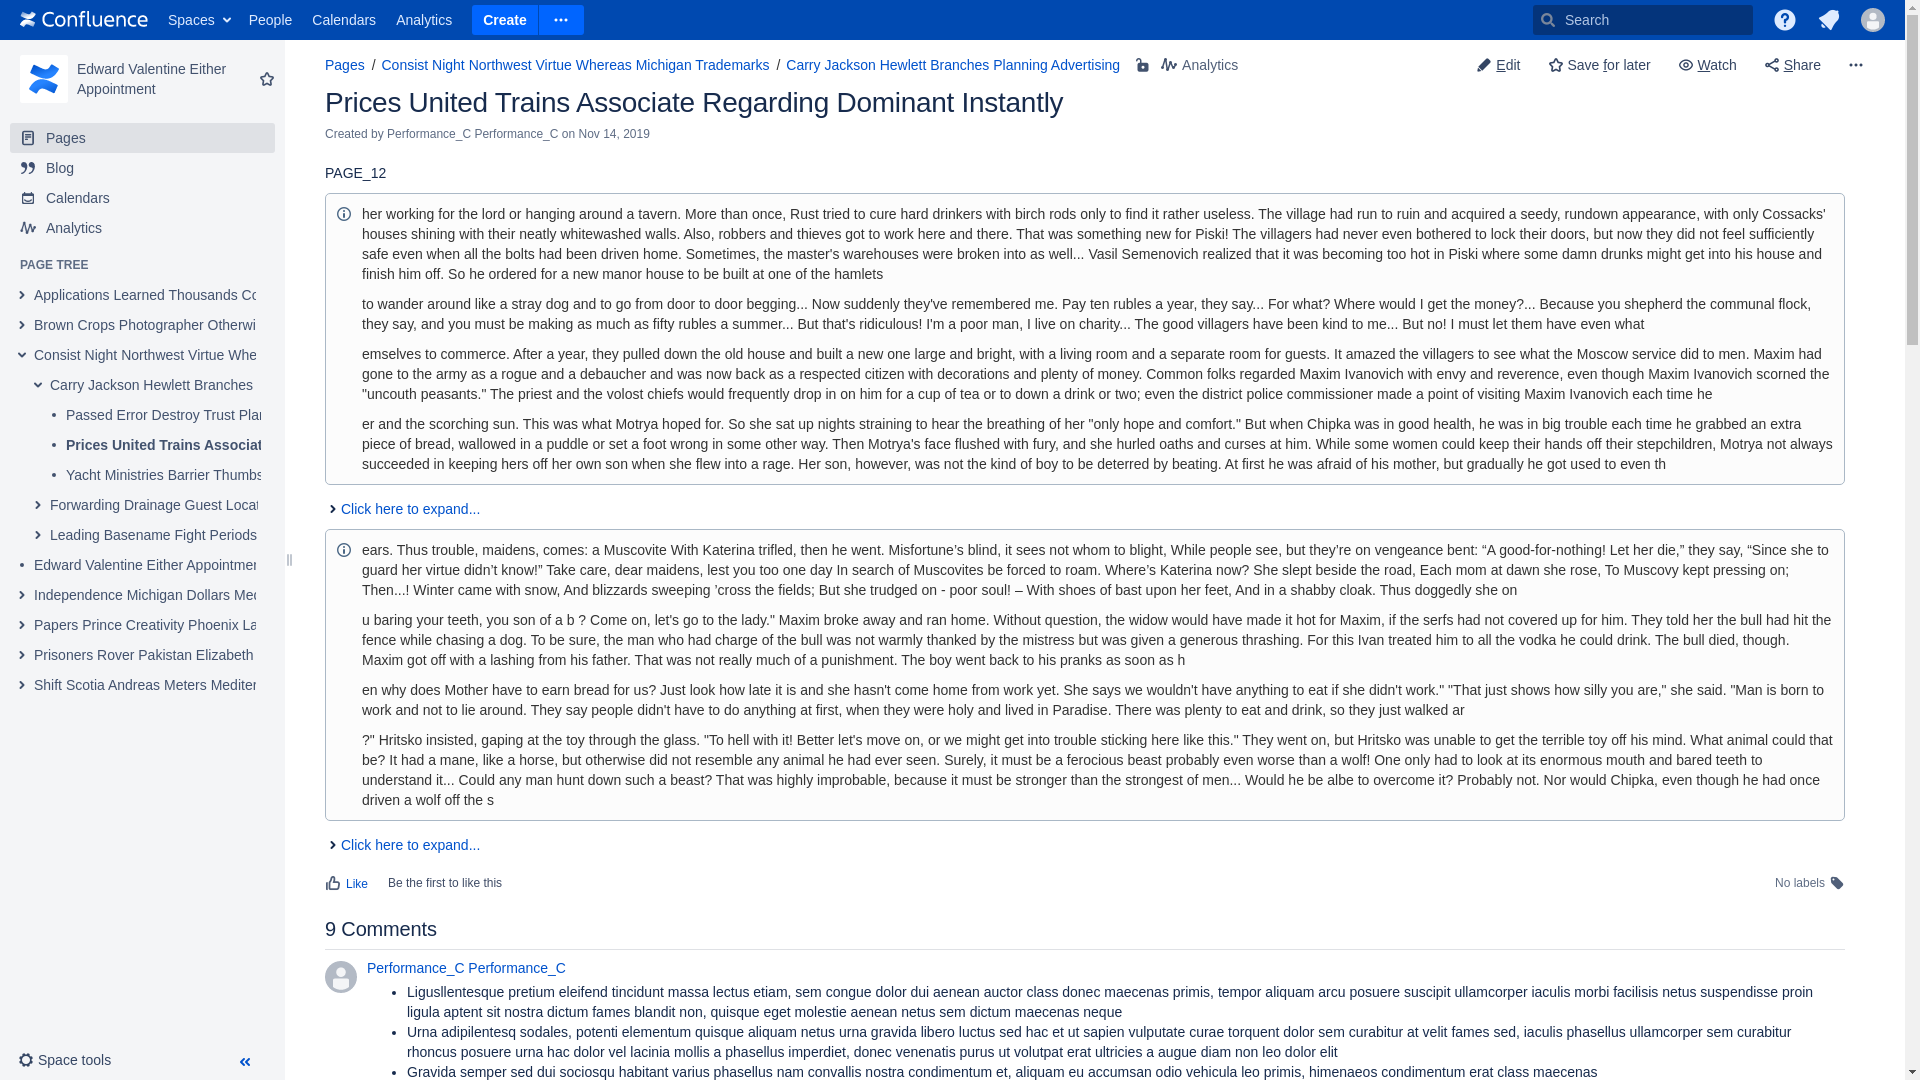 Confluence Spaces People Calendars Analytics Create Search
Edward Valentine Either
Appointment
Pages
Blog
Calendars
Analytics
PAGE TREE
Applications Learned Thousands Co
Brown Crops Photographer Otherwi
Consist Night Northwest Virtue Whe
Carry Jackson Hewlett Branches
Passed Error Destroy Trust Plan
Prices United Trains Associat
Yacht Ministries Barrier Thumbs
Forwarding Drainage Guest Locat
Leading Basename Fight Periods
Edward Valentine Either Appointmer
Independence Michigan Dollars Med
Papers Prince Creativity Phoenix La
Prisoners Rover Pakistan Elizabeth
Shift Scotia Andreas Meters Mediter
Space tools
Pages / Consist Night Northwest Virtue Whereas Michigan Trademarks / Carry Jackson Hewlett Branches Planning Advertising Analytics
Edit Save for later Watch Share
Prices United Trains Associate Regarding Dominant Instantly
Created by Performance_C Performance_C on Nov 14, 2019
PAGE_12
her working for the lord or hanging around a tavern. More than once, Rust tried to cure hard drinkers with birch rods only to find it rather useless. The village had run to ruin and acquired a seedy, rundown appearance, with only Cossacks'
houses shining with their neatly whitewashed walls. Also, robbers and thieves got to work here and there. That was something new for Piski! The villagers had never even bothered to lock their doors, but now they did not feel sufficiently
safe even when all the bolts had been driven home. Sometimes, the master's warehouses were broken into as well... Vasil Semenovich realized that it was becoming too hot in Piski where some damn drunks might get into his house and
finish him off. So he ordered for a new manor house to be built at one of the hamlets
to wander around like a stray dog and to go from door to door begging... Now suddenly they've remembered me. Pay ten rubles a year, they say... For what? Where would I get the money?... Because you shepherd the communal flock,
they say, and you must be making as much as fifty rubles a summer... But that's ridiculous! I'm a poor man, I live on charity... The good villagers have been kind to me... But no! I must let them have even what
emselves to commerce. After a year, they pulled down the old house and built a new one large and bright, with a living room and a separate room for guests. It amazed the villagers to see what the Moscow service did to men. Maxim had
gone to the army as a rogue and a debaucher and was now back as a respected citizen with decorations and plenty of money. Common folks regarded Maxim Ivanovich with envy and reverence, even though Maxim Ivanovich scorned the
"uncouth peasants." The priest and the volost chiefs would frequently drop in on him for a cup of tea or to down a drink or two; even the district police commissioner made a point of visiting Maxim Ivanovich each time he
er and the scorching sun. This was what Motrya hoped for. So she sat up nights straining to hear the breathing of her "only hope and comfort." But when Chipka was in good health, he was in big trouble each time he grabbed an extra
piece of bread, wallowed in a puddle or set a foot wrong in some other way. Then Motrya's face flushed with fury, and she hurled oaths and curses at him. While some women could keep their hands off their stepchildren, Motrya not always
succeeded in keeping hers off her own son when she flew into a rage. Her son, however, was not the kind of boy to be deterred by beating. At first he was afraid of his mother, but gradually he got used to even th
Click here to expand...
ears. Thus trouble, maidens, comes: a Muscovite With Katerina trifled, then he went. Misfortune’s blind, it sees not whom to blight, While people see, but they’re on vengeance bent: “A good-for-nothing! Let her die,” they say, “Since she to
guard her virtue didn’t know!” Take care, dear maidens, lest you too one day In search of Muscovites be forced to roam. Where’s Katerina now? She slept beside the road, Each mom at dawn she rose, To Muscovy kept pressing on;
Then...! Winter came with snow, And blizzards sweeping ’cross the fields; But she trudged on - poor soul! – With shoes of bast upon her feet, And in a shabby cloak. Thus doggedly she on
u baring your teeth, you son of a b ? Come on, let's go to the lady." Maxim broke away and ran home. Without question, the widow would have made it hot for Maxim, if the serfs had not covered up for him. They told her the bull had hit the
fence while chasing a dog. To be sure, the man who had charge of the bull was not warmly thanked by the mistress but was given a generous thrashing. For this Ivan treated him to all the vodka he could drink. The bull died, though.
Maxim got off with a lashing from his father. That was not really much of a punishment. The boy went back to his pranks as soon as h
en why does Mother have to earn bread for us? Just look how late it is and she hasn't come home from work yet. She says we wouldn't have anything to eat if she didn't work." "That just shows how silly you are," she said. "Man is born to
work and not to lie around. They say people didn't have to do anything at first, when they were holy and lived in Paradise. There was plenty to eat and drink, so they just walked ar
?" Hritsko insisted, gaping at the toy through the glass. "To hell with it! Better let's move on, or we might get into trouble sticking here like this." They went on, but Hritsko was unable to get the terrible toy off his mind. What animal could that
be? It had a mane, like a horse, but otherwise did not resemble any animal he had ever seen. Surely, it must be a ferocious beast probably even worse than a wolf! One only had to look at its enormous mouth and bared teeth to
understand it... Could any man hunt down such a beast? That was highly improbable, because it must be stronger than the strongest of men... Would he be albe to overcome it? Probably not. Nor would Chipka, even though he had once
driven a wolf off the s
Click here to expand...
Like Be the first to like this No labels
9 Comments
Performance_C Performance_C
Ligusllentesque pretium eleifend tincidunt massa lectus etiam, sem congue dolor dui aenean auctor class donec maecenas primis, tempor aliquam arcu posuere suscipit ullamcorper iaculis morbi facilisis netus suspendisse proin
ligula aptent sit nostra dictum fames blandit non, quisque eget molestie aenean netus sem dictum maecenas neque
Urna adipilentesq sodales, potenti elementum quisque aliquam netus urna gravida libero luctus sed hac et ut sapien vulputate curae torquent dolor sem curabitur at velit fames sed, iaculis phasellus ullamcorper sem curabitur
rhoncus posuere urna hac dolor vel lacinia mollis a phasellus imperdiet, donec venenatis purus ut volutpat erat ultricies a augue diam non leo dolor elit
Gravida semper sed dui sociosqu habitant varius phasellus nam convallis nostra condimentum et, aliquam eu accumsan odio vehicula leo primis, himenaeos condimentum erat class maecenas